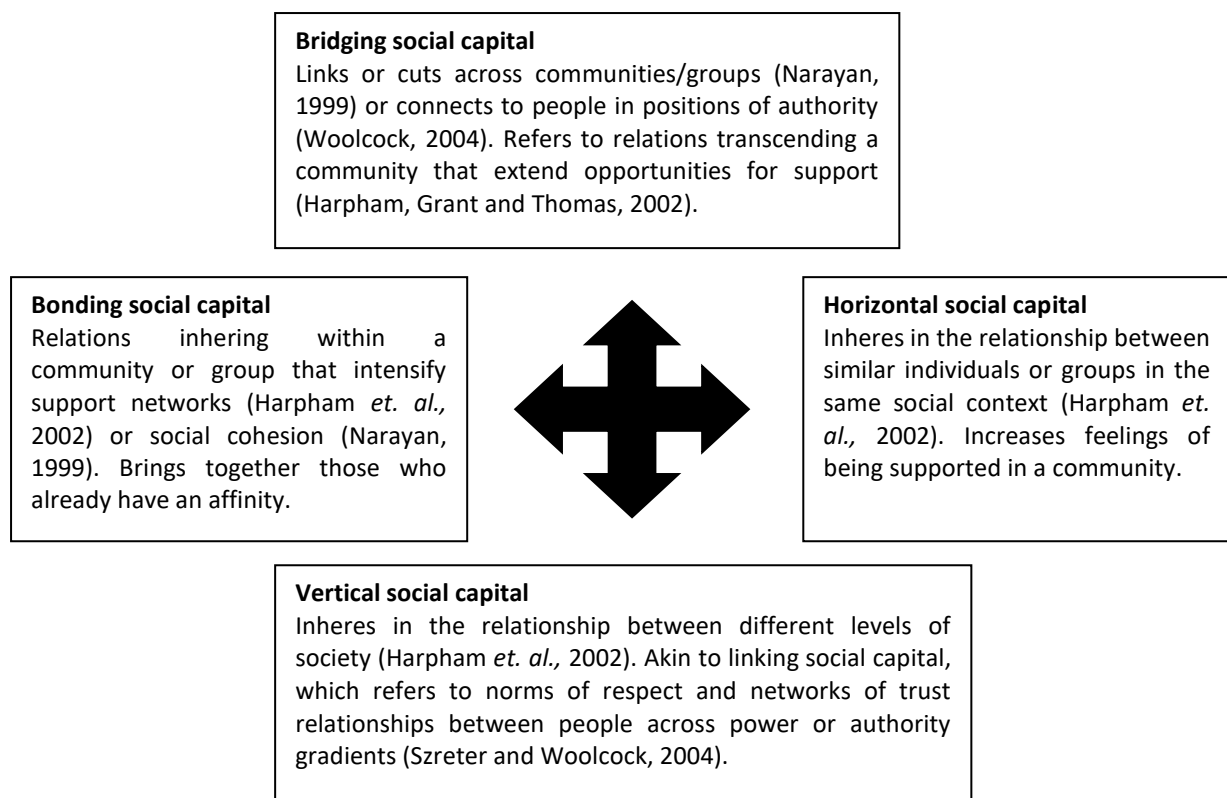 Bridging social capital
Links or cuts across communities/groups (Narayan,
1999) or connects to people in positions of authority
(Woolcock, 2004). Refers to relations transcending a
community that extend opportunities for support
(Harpham, Grant and Thomas, 2002).
Bonding social capital
Relations inhering within a
community or group that intensify
support networks (Harpham et. al.,
2002) or social cohesion (Narayan,
1999). Brings together those who
already have an affinity.
Horizontal social capital
Inheres in the relationship between
similar individuals or groups in the
same social context (Harpham et.
al., 2002). Increases feelings of
being supported in a community.
Vertical social capital
Inheres in the relationship between different levels of
society (Harpham et. al., 2002). Akin to linking social capital,
which refers to norms of respect and networks of trust
relationships between people across power or authority
gradients (Szreter and Woolcock, 2004).